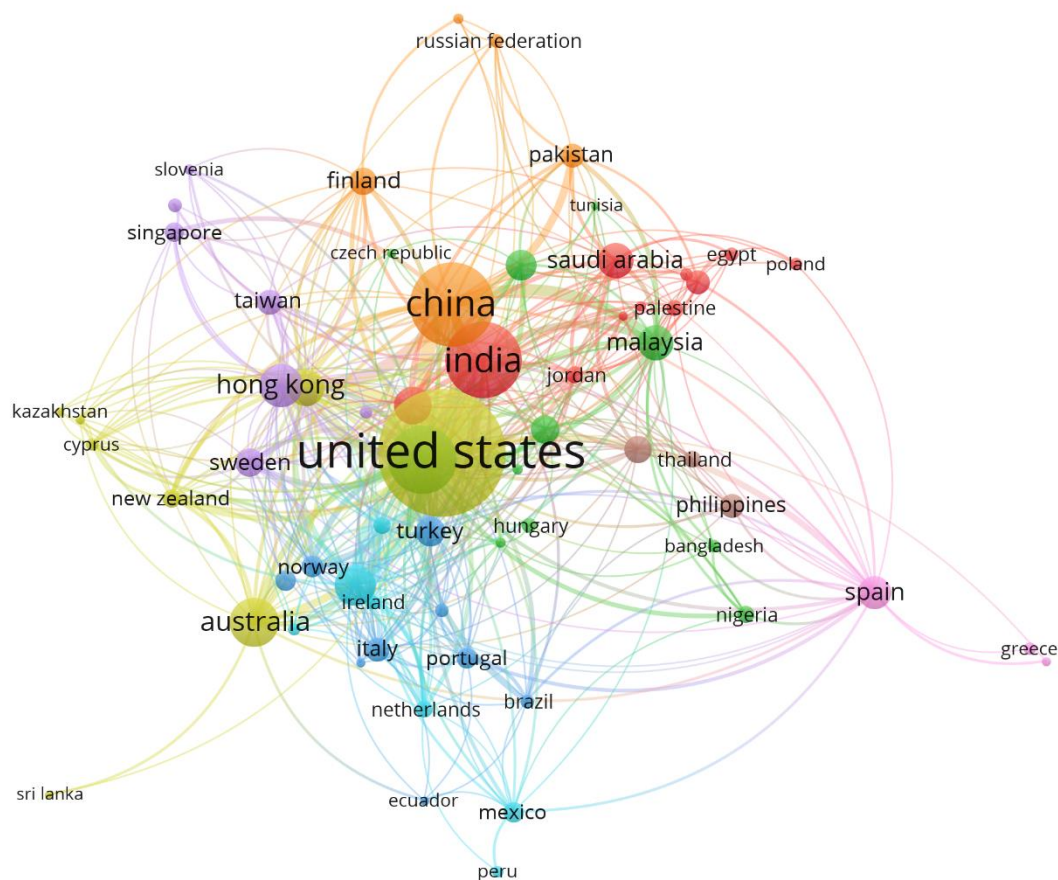 russian federation
pakistan
slovenia
finland
tunisia
singapore
czech republic
saudi arabia
egypt
poland
taiwan
china
palestine
malaysia
india
jordan
hong kong
kazakhstan
cyprus
united states
sweden
thailand
new zealand
philippines
turkey
hungary
bangladesh
norway
ireland
spain
australia
nigeria
italy
portugal
greece
netherlands
brazil
sri lanka
ecuador
mexico
peru